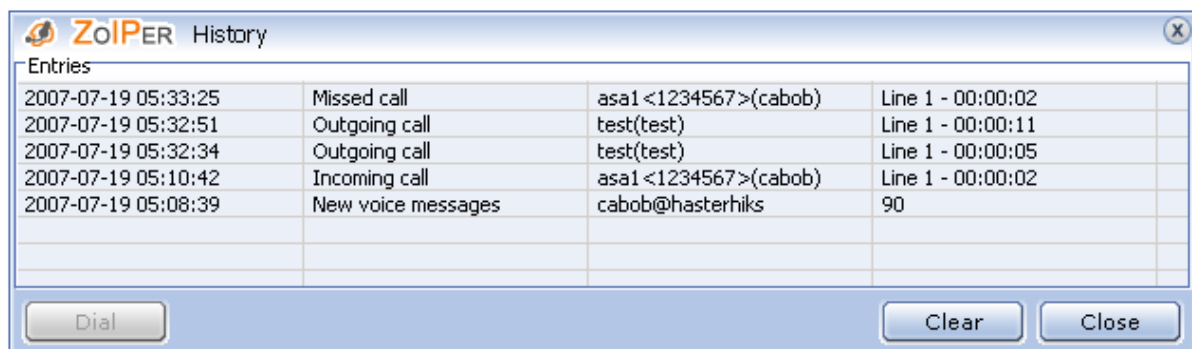 ZoIPer History
Entries
2007-07-19 05:33:25 Missed call asa1<1234567>(cabob) Line 1 - 00:00:02
2007-07-19 05:32:51 Outgoing call test(test) Line 1 - 00:00:11
2007-07-19 05:32:34 Outgoing call test(test) Line 1 - 00:00:05
2007-07-19 05:10:42 Incoming call asa1<1234567>(cabob) Line 1 - 00:00:02
2007-07-19 05:08:39 New voice messages cabob@hasterhiks 90
Dial Clear Close